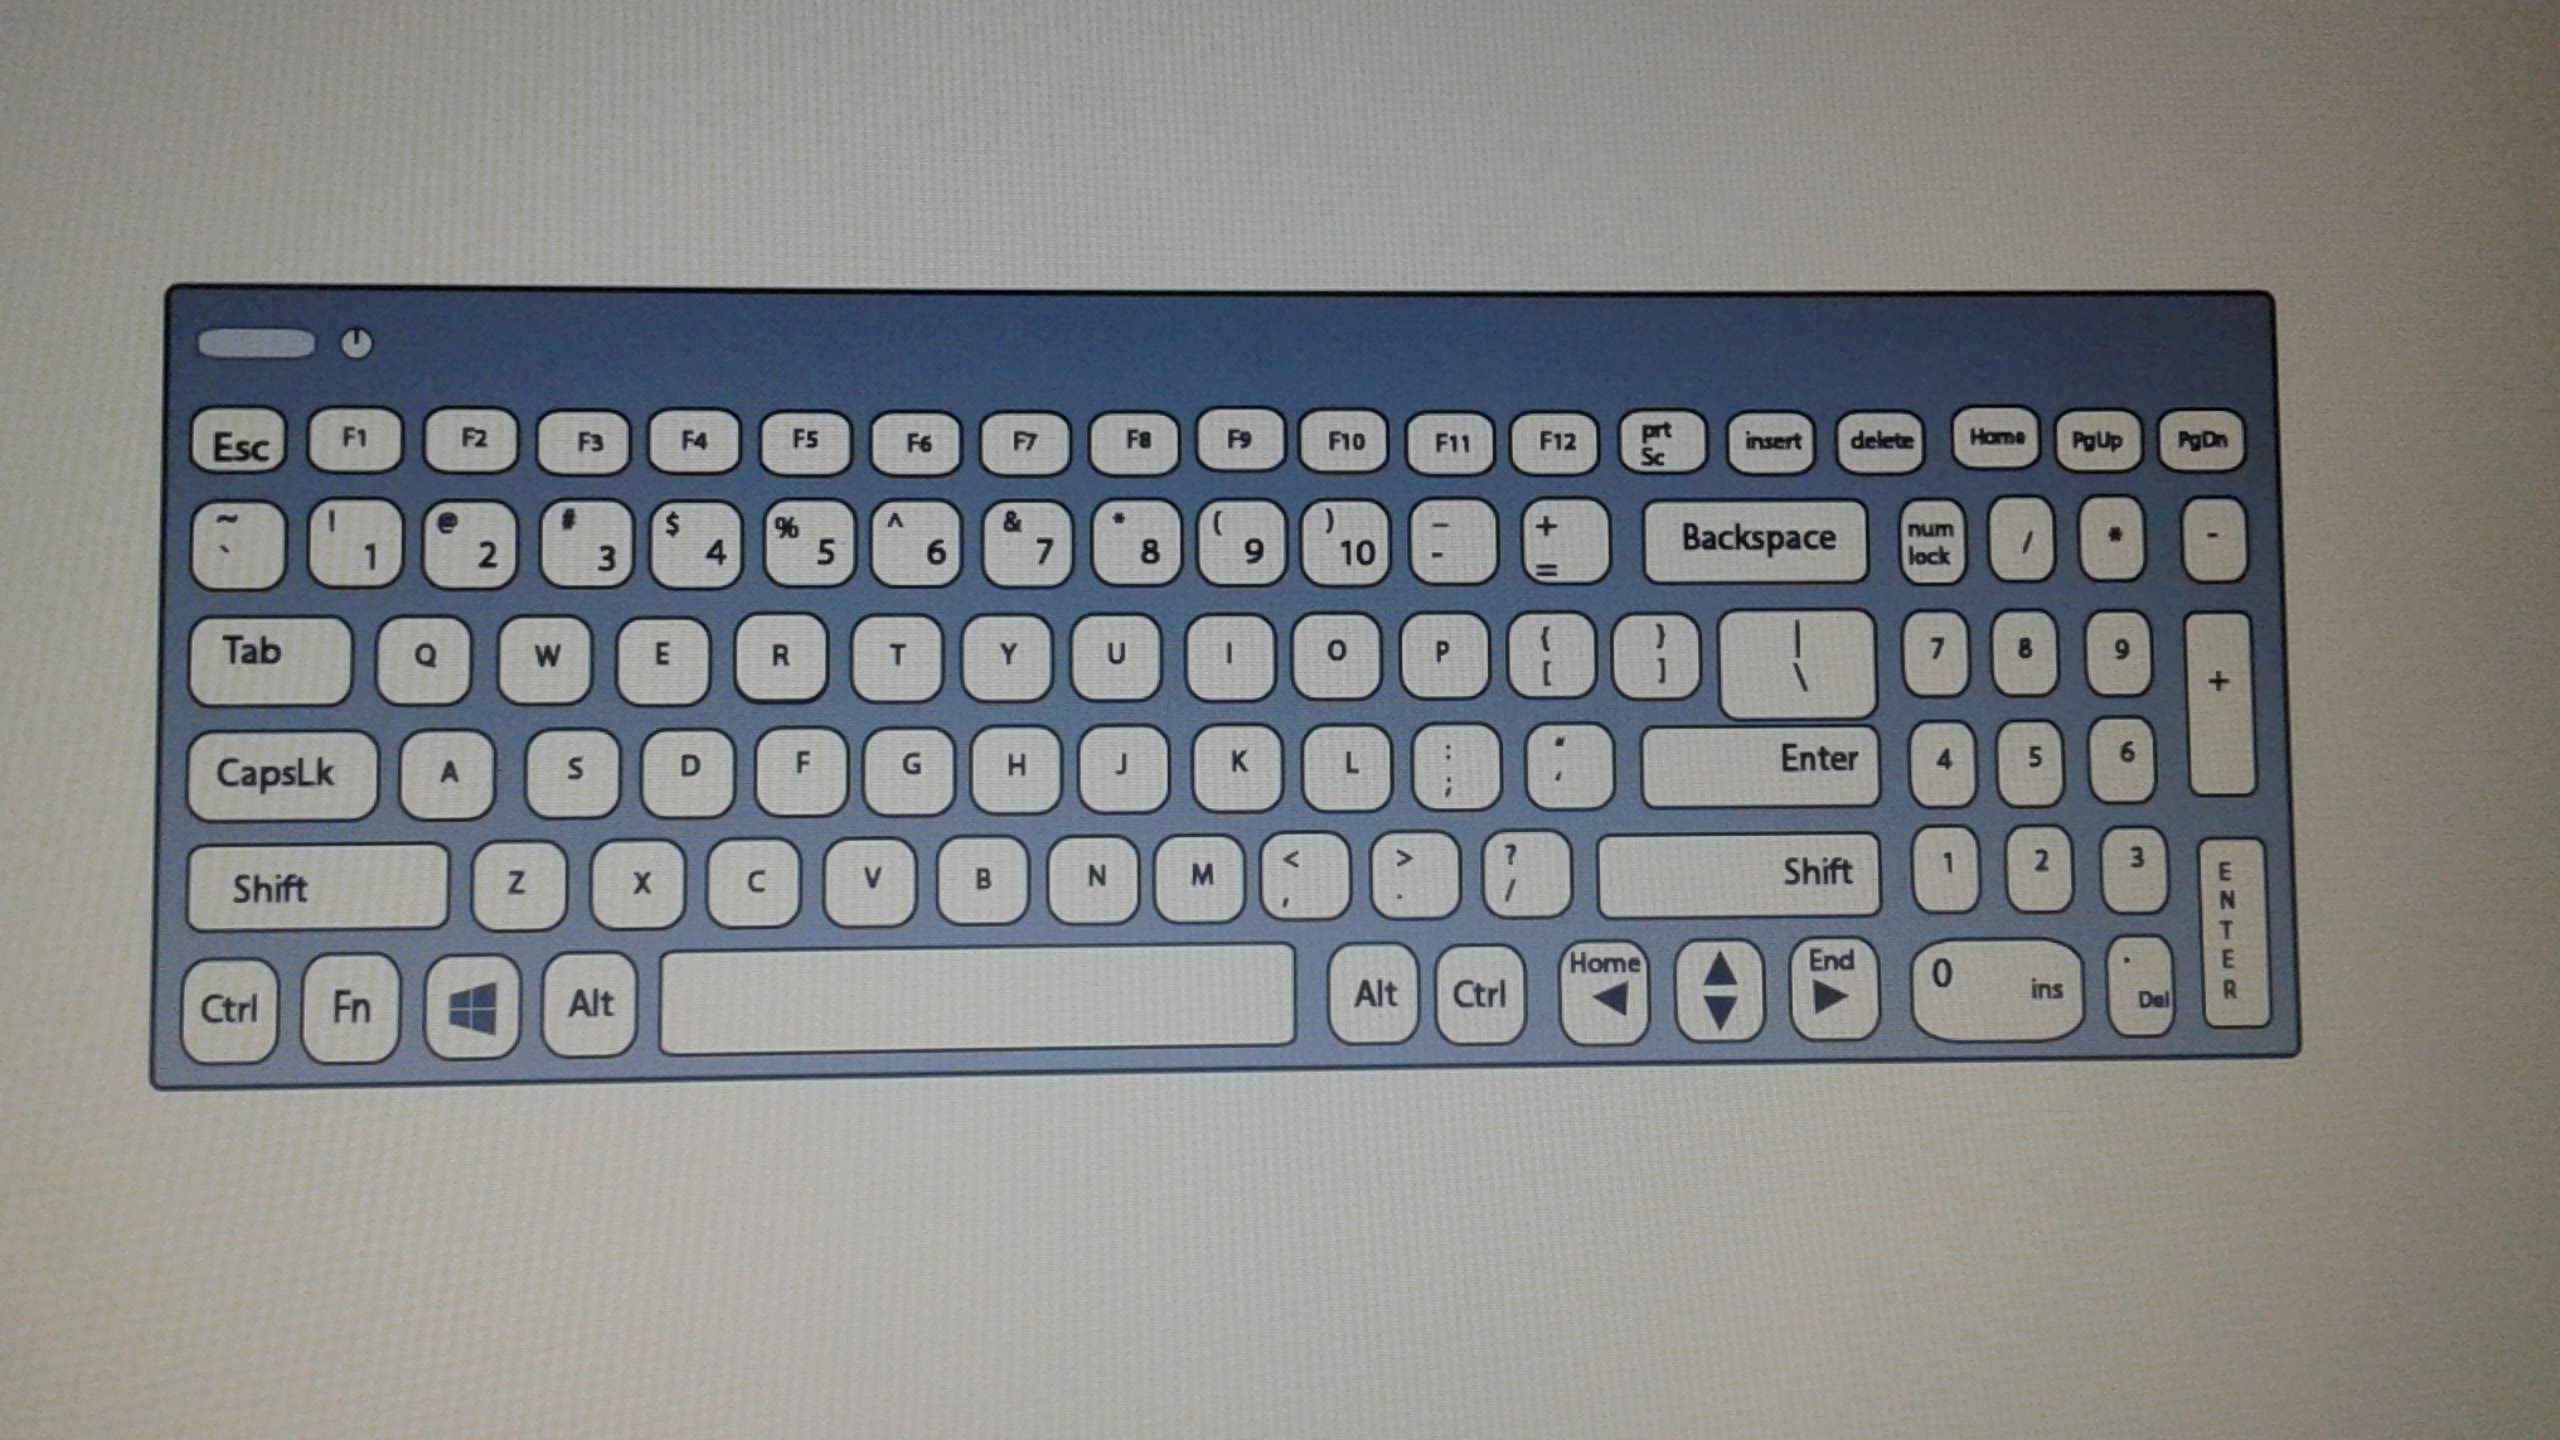 Esc F1 F2 F3 F4 F5 F6 F7 F8 F9 F10 F11 F12 prt Sc insert delete Home PgUp PgDn
~ ` ! 1 @ 2 # 3 $ 4 % 5 ^ 6 & 7 * 8 ( 9 ) 10 _ - + = Backspace num lock / * -
Tab Q W E R T Y U I O P { [ } ] | \ 7 8 9 +
CapsLk A S D F G H J K L : ; " ' Enter 4 5 6
Shift Z X C V B N M < , > . ? / Shift 1 2 3 ENTER
Ctrl Fn Alt Alt Ctrl Home End 0 ins . Del